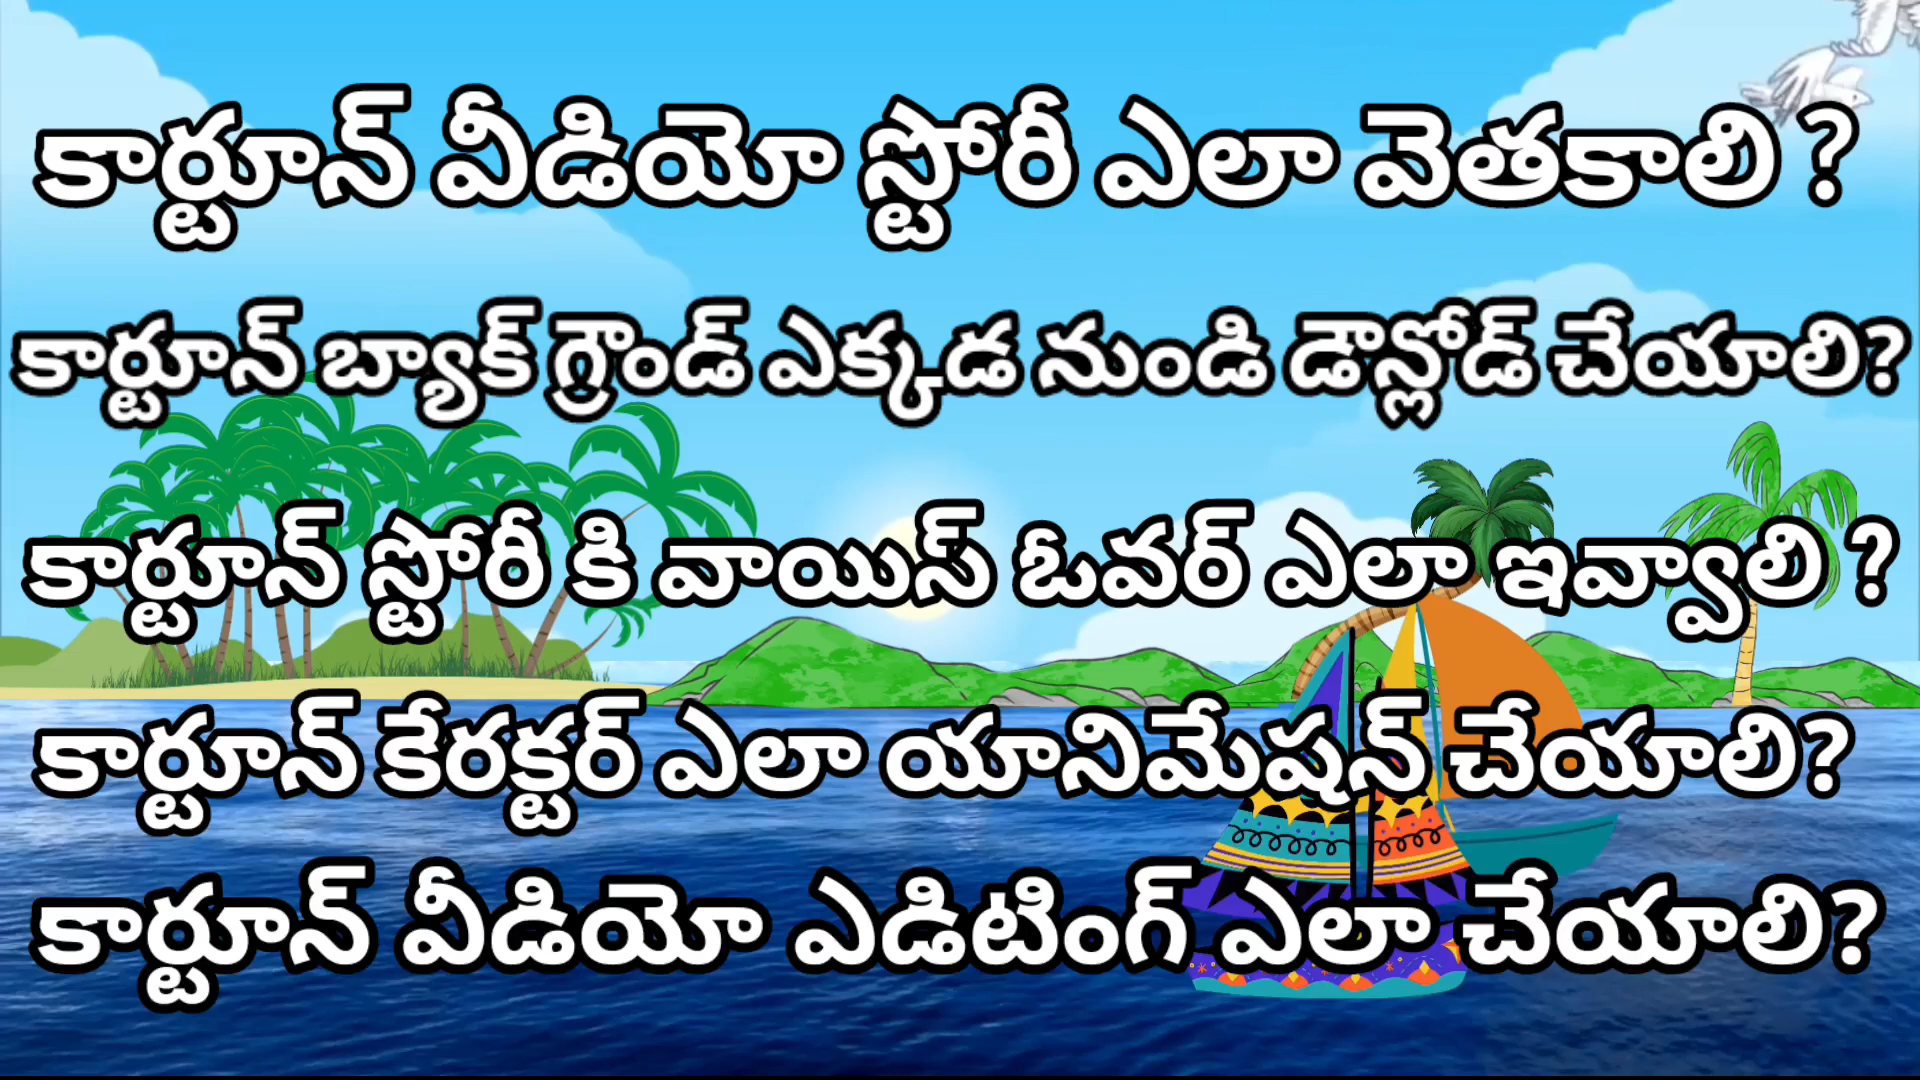 కార్టూన్ వీడియో స్టోరీ ఎలా వెతకాలి ?
కార్టూన్ బ్యాక్ గ్రౌండ్ ఎక్కడ నుండి డౌన్లోడ్ చేయాలి?
కార్టూన్ స్టోరీ కి వాయిస్ ఓవర్ ఎలా ఇవ్వాలి ?
కార్టూన్ కేరక్టర్ ఎలా యానిమేషన్ చేయాలి?
కార్టూన్ వీడియో ఎడిటింగ్ ఎలా చేయాలి?